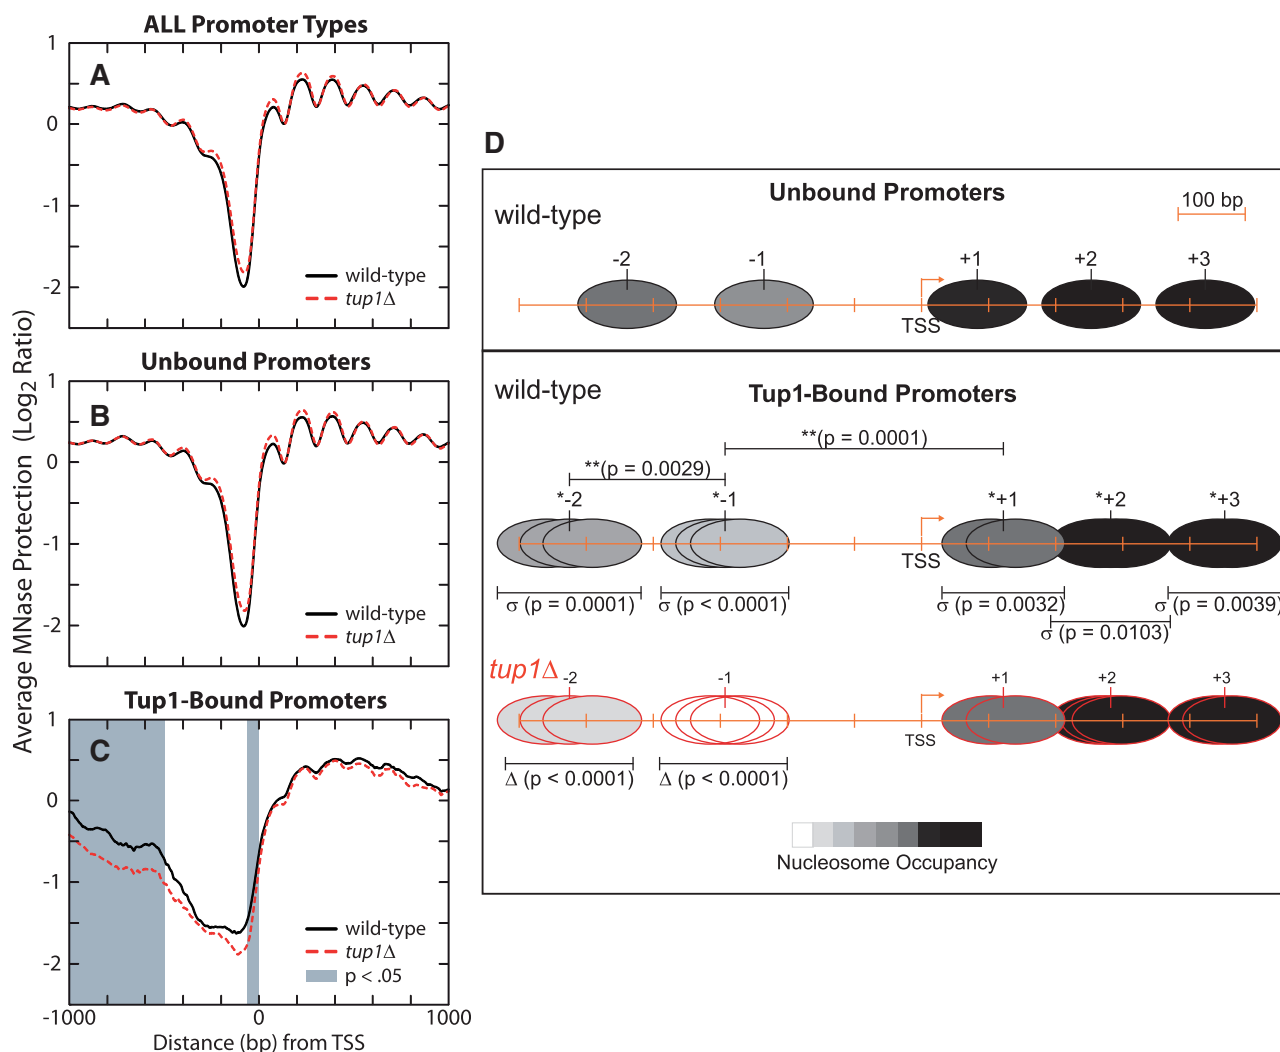 ALL Promoter Types
A
1
0
-1
-2
wild-type
tup1Δ
Unbound Promoters
B
1
0
-1
-2
wild-type
tup1Δ
Tup1-Bound Promoters
C
1
0
-1
-2
wild-type
tup1Δ
p < .05
-1000
0
1000
Distance (bp) from TSS
Average MNase Protection (Log2 Ratio)
D
Unbound Promoters
wild-type
100 bp
-2
-1
+1
+2
+3
TSS
wild-type
Tup1-Bound Promoters
**(p = 0.0001)
**(p = 0.0029)
*-2
*-1
*+1
*+2
*+3
TSS
σ (p = 0.0001)
σ (p < 0.0001)
σ (p = 0.0032)
σ (p = 0.0039)
σ (p = 0.0103)
tup1Δ
-2
-1
+1
+2
+3
TSS
Δ (p < 0.0001)
Δ (p < 0.0001)
Nucleosome Occupancy